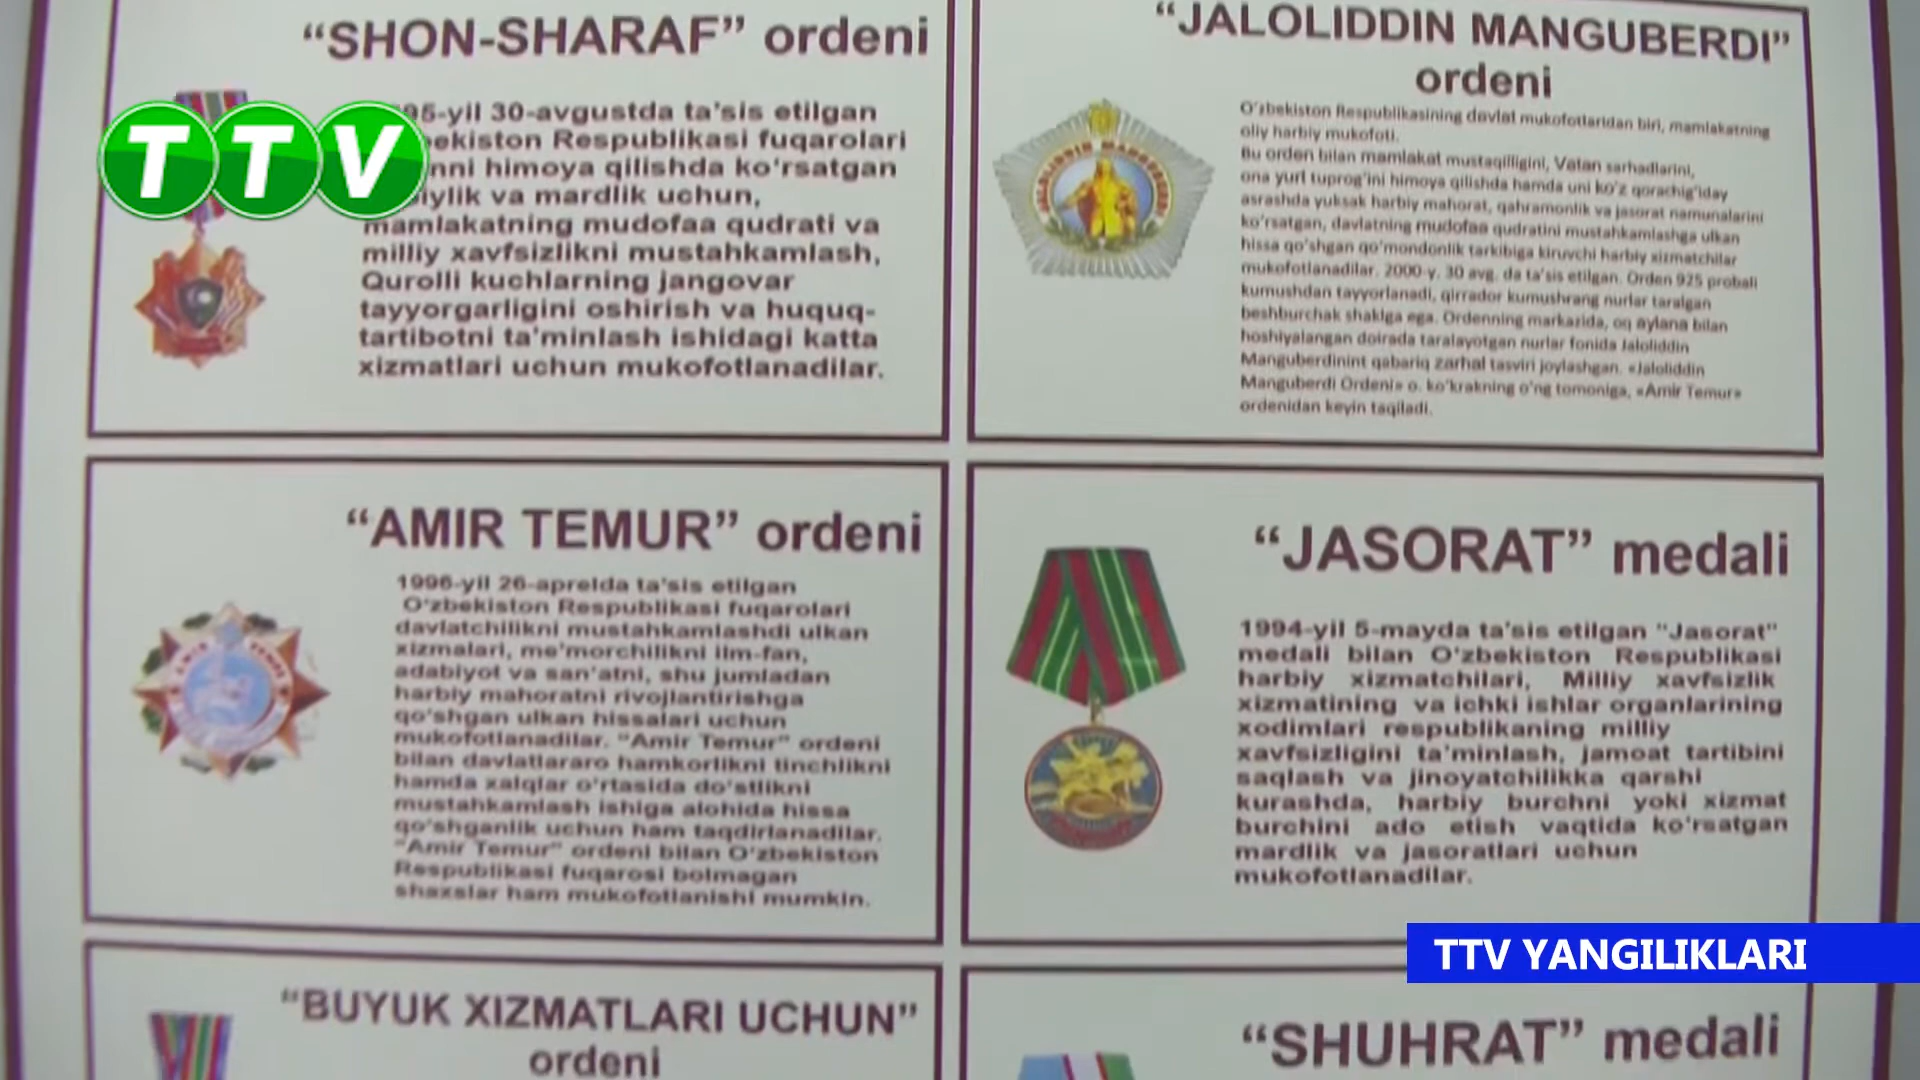 “SHON-SHARAF” ordeni
95-yil 30-avgustda ta'sis etilgan
bekiston Respublikasi fuqarolari
nni himoya qilishda ko'rsatgan
iylik va mardlik uchun,
mamlakatning mudofaa qudrati va
milliy xavfsizlikni mustahkamlash,
Qurolli kuchlarning jangovar
tayyorgarligini oshirish va huquq-
tartibotni ta'minlash ishidagi katta
xizmatlari uchun mukofotlanadilar.
TTV
“JALOLIDDIN MANGUBERDI”
ordeni
O'zbekiston Respublikasining davlat mukofotlaridan biri, mamlakatning
oliy harbiy mukofoti.
Bu orden bilan mamlakat mustaqilligini, Vatan sarhadlarini,
ona yurt tuprog'ini himoya qilishda hamda uni ko'z qorachig'iday
asrashda yuksak harbiy mahorat, qahramonlik va jasorat namunalarini
ko'rsatgan, davlatning mudofaa qudratini mustahkamlashga ulkan
hissa qo'shgan qo'mondonlik tarkibiga kiruvchi harbiy xizmatchilar
mukofotlanadilar. 2000-y. 30 avg. da ta'sis etilgan. Orden 925 probali
kumushdan tayyorlanadi, qirrador kumushrang nurlar taralgan
beshburchak shaklga ega. Ordenning markazida, oq aylana bilan
hoshiyalangan doirada taralayotgan nurlar fonida Jaloliddin
Manguberdinint qabariq zarhal tasviri joylashgan. «Jaloliddin
Manguberdi Ordeni» o. ko'krakning o'ng tomoniga, «Amir Temur»
ordenidan keyin taqiladi.
JALOLIDDIN MANGUBERDI
“AMIR TEMUR” ordeni
1996-yil 26-aprelda ta'sis etilgan
O'zbekiston Respublikasi fuqarolari
davlatchilikni mustahkamlashdi ulkan
xizmalari, me'morchilikni ilm-fan,
adabiyot va san'atni, shu jumladan
harbiy mahoratni rivojlantirishga
qo'shgan ulkan hissalari uchun
mukofotlanadilar. "Amir Temur" ordeni
bilan davlatlararo hamkorlikni tinchlikni
hamda xalqlar o'rtasida do'stlikni
mustahkamlash ishiga alohida hissa
qo'shganlik uchun ham taqdirlanadilar.
"Amir Temur" ordeni bilan O'zbekiston
Respublikasi fuqarosi bolmagan
shaxslar ham mukofotlanishi mumkin.
AMIR TEMUR
“JASORAT” medali
1994-yil 5-mayda ta'sis etilgan "Jasorat"
medali bilan O'zbekiston Respublikasi
harbiy xizmatchilari, Milliy xavfsizlik
xizmatining va ichki ishlar organlarining
xodimlari respublikaning milliy
xavfsizligini ta'minlash, jamoat tartibini
saqlash va jinoyatchilikka qarshi
kurashda, harbiy burchni yoki xizmat
burchini ado etish vaqtida ko'rsatgan
mardlik va jasoratlari uchun
mukofotlanadilar.
TTV YANGILIKLARI
“BUYUK XIZMATLARI UCHUN”
ordeni
“SHUHRAT” medali